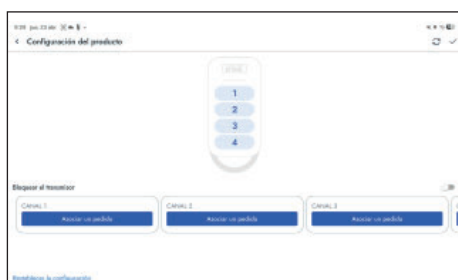 Configuración del producto
1
2
3
4
Bloquear el transmisor
CANAL 1
CANAL 2
CANAL 3
Asociar un pedido
Asociar un pedido
Asociar un pedido
Restablecer la configuración